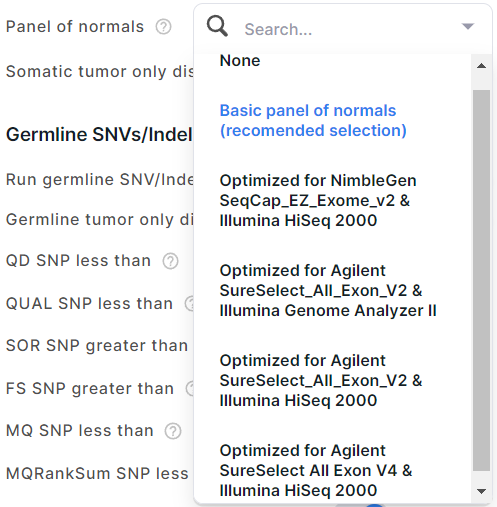 Panel of normals
Search...
Somatic tumor only dis
None
Basic panel of normals
(recomended selection)
Germline SNVs/Indel
Run germline SNV/Inde
Germline tumor only di
QD SNP less than
QUAL SNP less than
SOR SNP greater than
FS SNP greater than
MQ SNP less than
MQRankSum SNP less
Optimized for NimbleGen
SeqCap_EZ_Exome_v2 &
Illumina HiSeq 2000
Optimized for Agilent
SureSelect_All_Exon_V2 &
Illumina Genome Analyzer II
Optimized for Agilent
SureSelect_All_Exon_V2 &
Illumina HiSeq 2000
Optimized for Agilent
SureSelect All Exon V4 &
Illumina HiSeq 2000